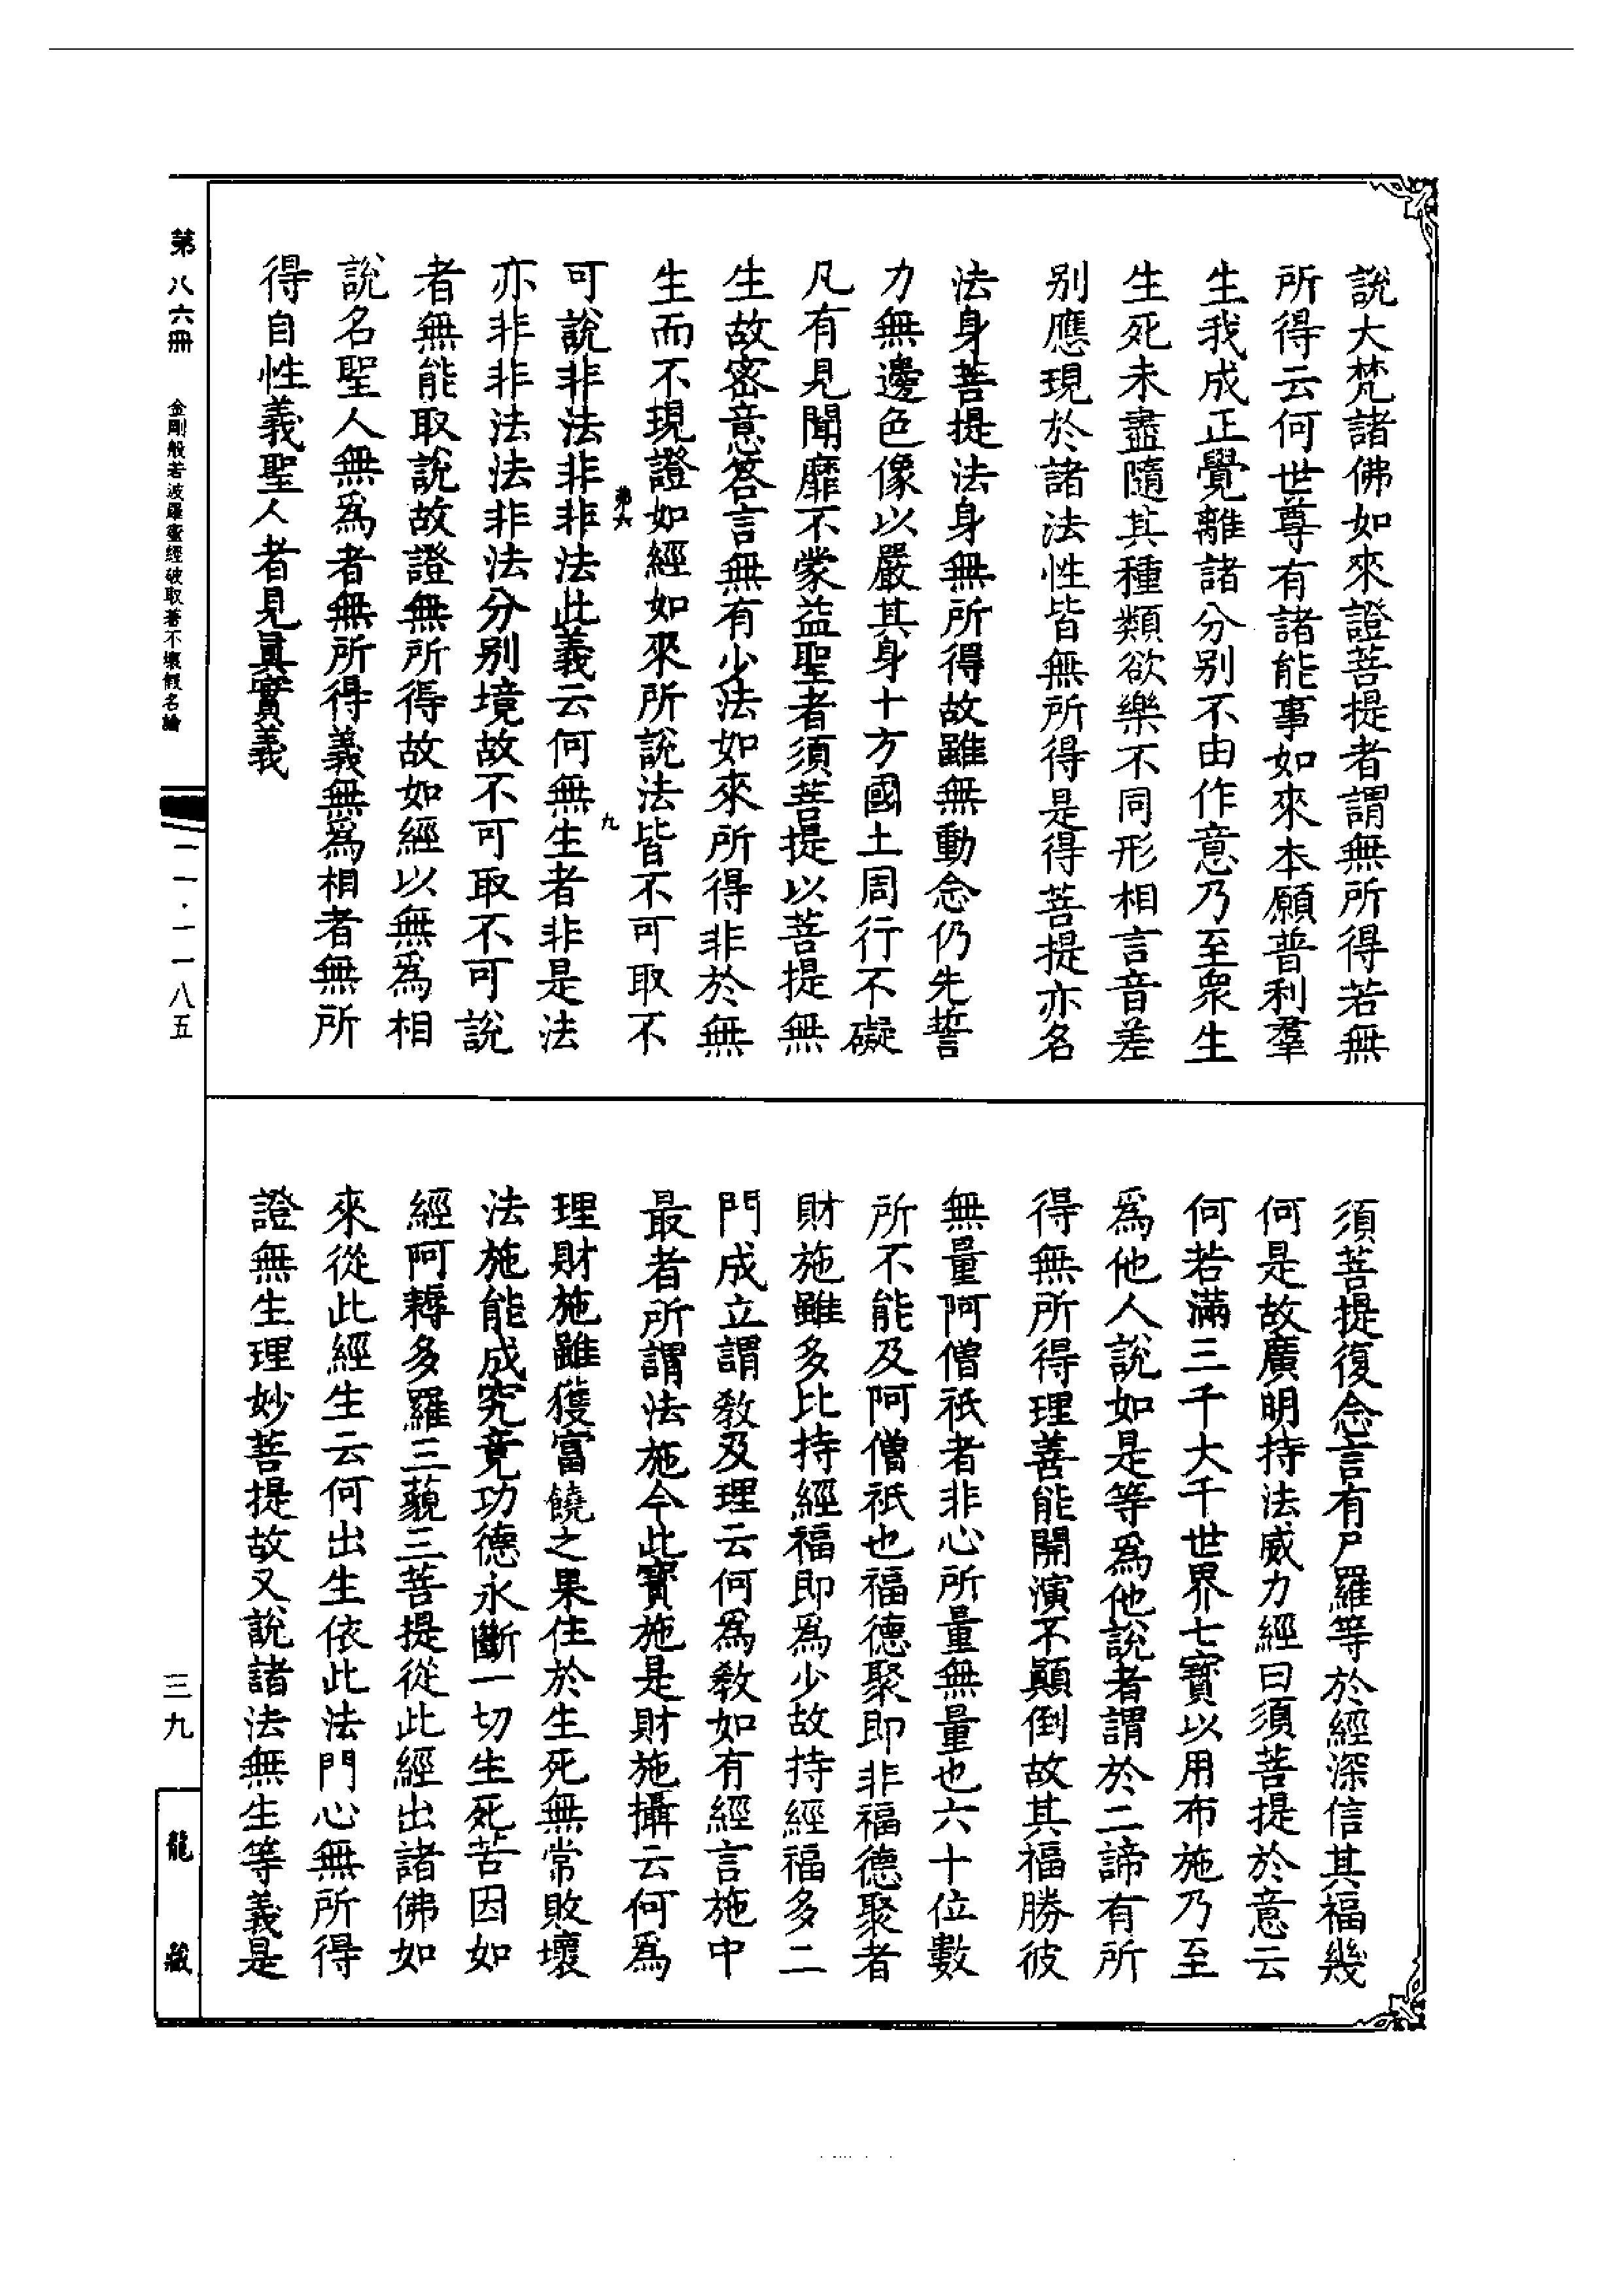 說大梵諸佛如來證菩提者謂無所得若無
所得云何世尊有諸能事如來本願普利羣
生我成正覺離諸分別不由作意乃至眾生
生死未盡隨其種類欲樂不同形相言音差
別應現於諸法性皆無所得是得菩提亦名
法身菩提法身無所得故雖無動念仍先誓
力無邊色像以嚴其身十方國土周行不礙
凡有見聞靡不蒙益聖者須菩提以菩提無
生故密意答言無有少法如來所得非於無
生而不現證如經如來所說法皆不可取不
可說非法非非法此義云何無生者非是法
亦非非法法非法分別境故不可取不可說
者無能取說故證無所得故如經以無爲相
說名聖人無爲者無所得義無爲相者無所
得自性義聖人者見眞實義
須菩提復念言有尸羅等於經深信其福幾
何是故廣明持法威力經曰須菩提於意云
何若滿三千大千世界七寶以用布施乃至
爲他人說如是等爲他說者謂於二諦有所
得無所得理善能開演不顚倒故其福勝彼
無量阿僧祇者非心所量無量也六十位數
所不能及阿僧祇也福德聚即非福德聚者
財施雖多比持經福即爲少故持經福多二
門成立謂教及理云何爲教如有經言施中
最者所謂法施今此寶施是財施攝云何爲
理財施雖獲富饒之果住於生死無常敗壞
法施能成究竟功德永斷一切生死苦因如
經阿耨多羅三藐三菩提從此經出諸佛如
來從此經生云何出生依此法門心無所得
證無生理妙菩提故又說諸法無生等義是
第八六冊
金剛般若波羅蜜經破取著不壞假名論
一一·一一八五
三九
龍藏
第六
九